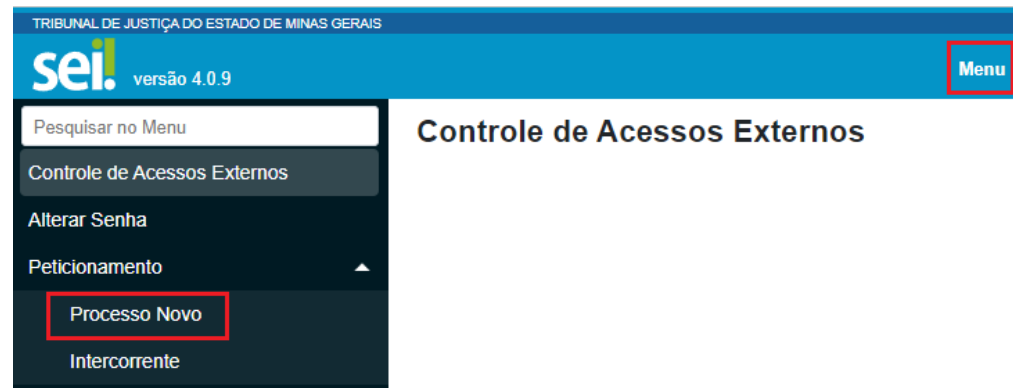 TRIBUNAL DE JUSTIÇA DO ESTADO DE MINAS GERAIS
sei! versão 4.0.9
Menu
Pesquisar no Menu
Controle de Acessos Externos
Controle de Acessos Externos
Alterar Senha
Peticionamento
Processo Novo
Intercorrente